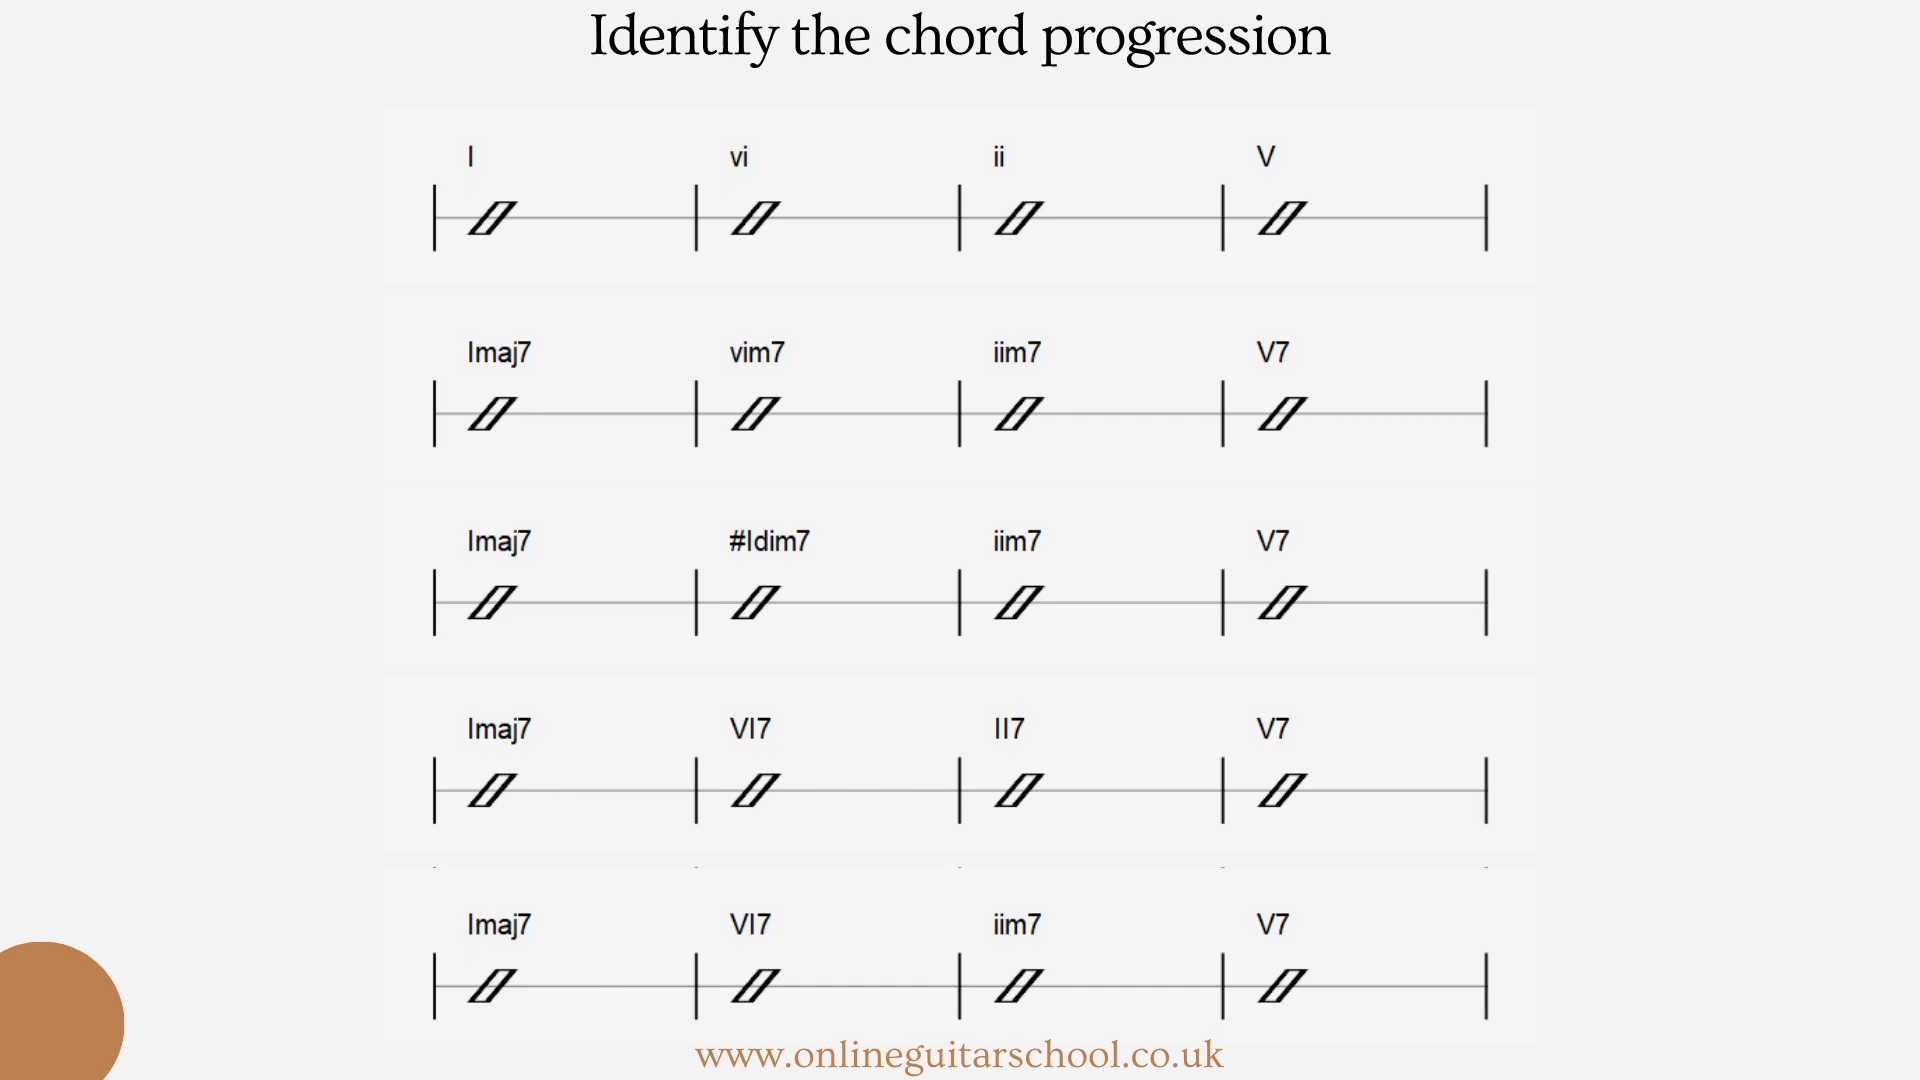 Identify the chord progression
I vi ii V
Imaj7 vim7 iim7 V7
Imaj7 #Idim7 iim7 V7
Imaj7 VI7 II7 V7
Imaj7 VI7 iim7 V7
www.onlineguitarschool.co.uk